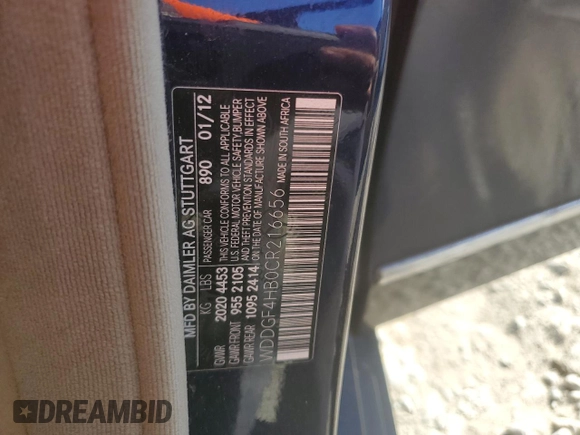 MFD BY DAIMLER AG STUTTGART
PASSENGER CAR 890 01/12
KG LBS
GVWR 2020 4453
GAWR FRONT 955 2105
GAWR REAR 1095 2414
THIS VEHICLE CONFORMS TO ALL APPLICABLE
U.S. FEDERAL MOTOR VEHICLE SAFETY, BUMPER
AND THEFT PREVENTION STANDARDS IN EFFECT
ON THE DATE OF MANUFACTURE SHOWN ABOVE
WDDGF4HB0CR216656 MADE IN SOUTH AFRICA
DREAMBID